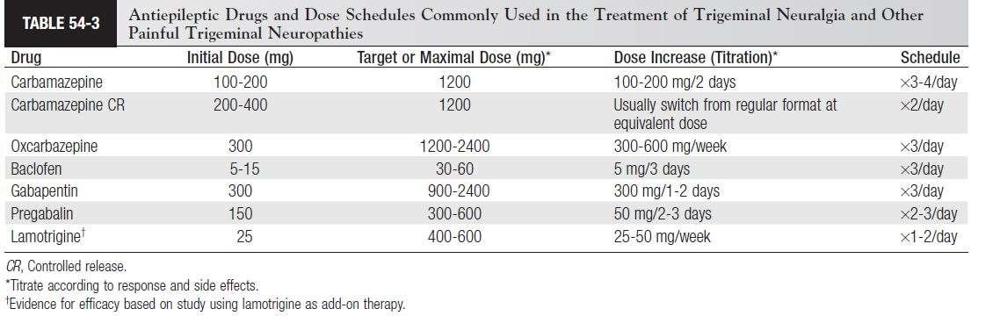 TABLE 54-3
Antiepileptic Drugs and Dose Schedules Commonly Used in the Treatment of Trigeminal Neuralgia and Other
Painful Trigeminal Neuropathies
Drug Initial Dose (mg) Target or Maximal Dose (mg)* Dose Increase (Titration)* Schedule
Carbamazepine 100-200 1200 100-200 mg/2 days ×3-4/day
Carbamazepine CR 200-400 1200 Usually switch from regular format at ×2/day
equivalent dose
Oxcarbazepine 300 1200-2400 300-600 mg/week ×3/day
Baclofen 5-15 30-60 5 mg/3 days ×3/day
Gabapentin 300 900-2400 300 mg/1-2 days ×3/day
Pregabalin 150 300-600 50 mg/2-3 days ×2-3/day
Lamotrigine† 25 400-600 25-50 mg/week ×1-2/day
CR, Controlled release.
*Titrate according to response and side effects.
†Evidence for efficacy based on study using lamotrigine as add-on therapy.